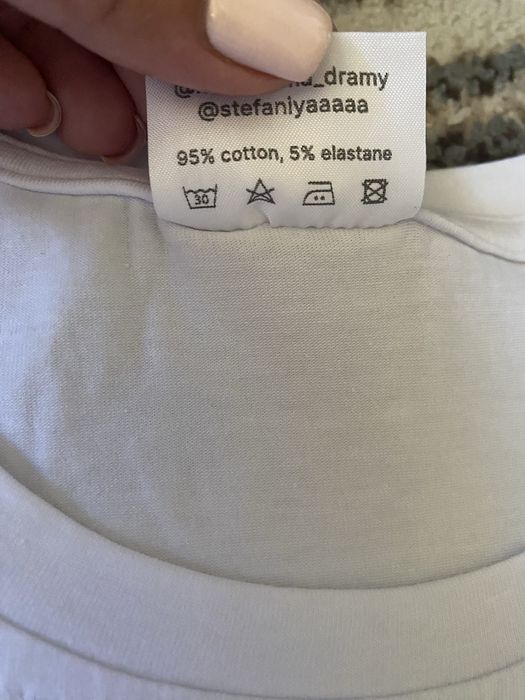 @stefaniyaaaaa
95% cotton, 5% elastane
30